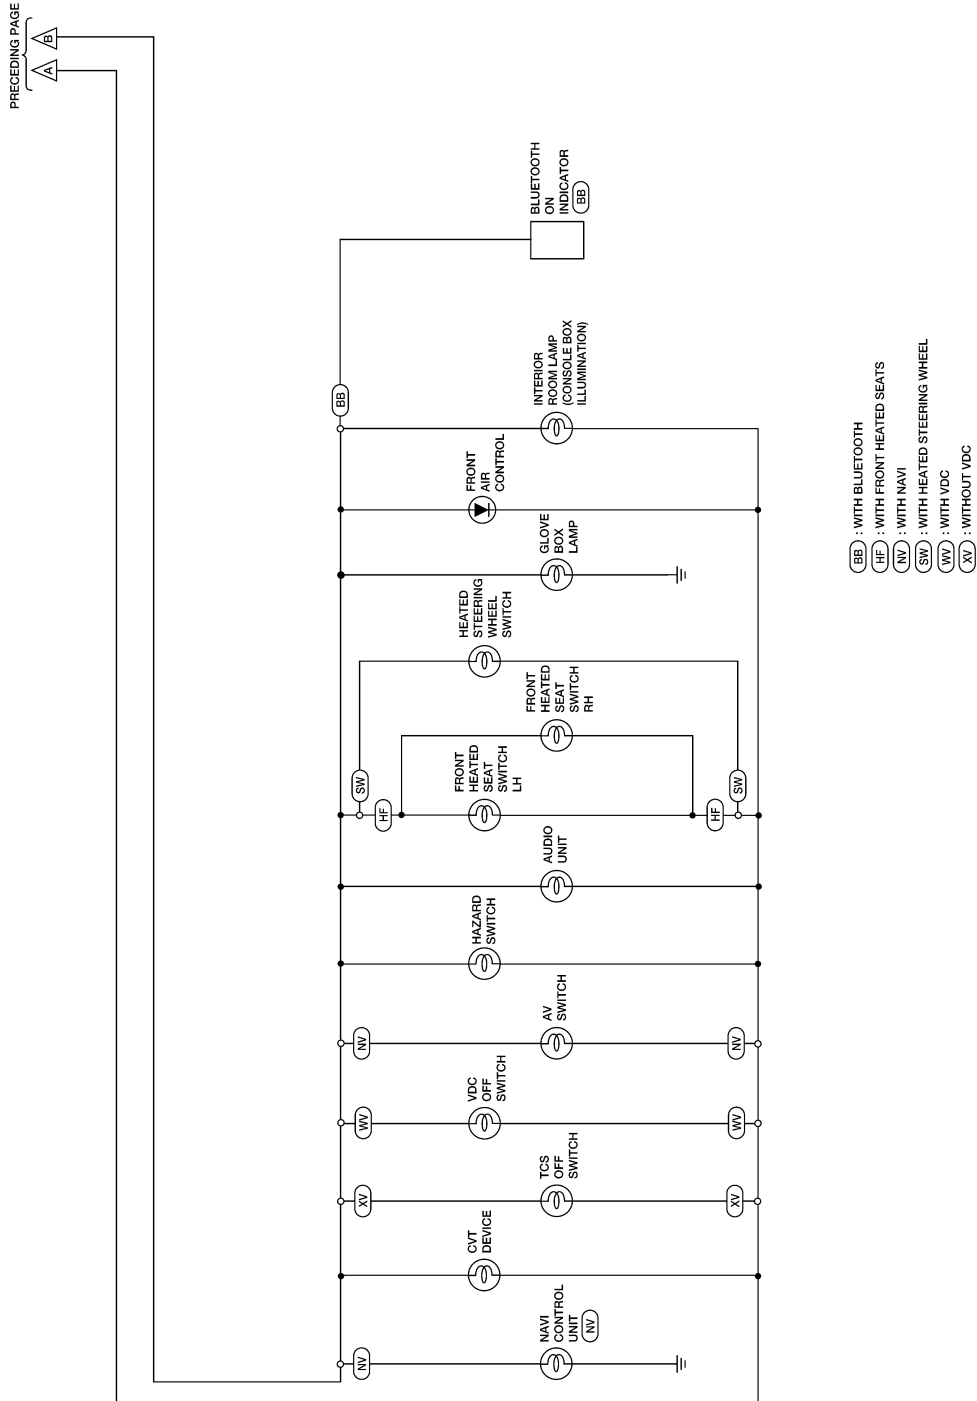 PRECEDING PAGE
A
B
NAVI
CONTROL
UNIT
NV
NV
CVT
DEVICE
TCS
OFF
SWITCH
XV
XV
VDC
OFF
SWITCH
WV
WV
AV
SWITCH
NV
NV
HAZARD
SWITCH
AUDIO
UNIT
FRONT
HEATED
SEAT
SWITCH
LH
HF
HF
FRONT
HEATED
SEAT
SWITCH
RH
HEATED
STEERING
WHEEL
SWITCH
SW
SW
GLOVE
BOX
LAMP
FRONT
AIR
CONTROL
INTERIOR
ROOM LAMP
(CONSOLE BOX
ILLUMINATION)
BB
BLUETOOTH
ON
INDICATOR
BB
BB : WITH BLUETOOTH
HF : WITH FRONT HEATED SEATS
NV : WITH NAVI
SW : WITH HEATED STEERING WHEEL
WV : WITH VDC
XV : WITHOUT VDC